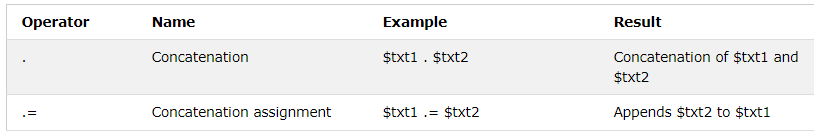 Operator Name Example Result
. Concatenation $txt1 . $txt2 Concatenation of $txt1 and
$txt2
.= Concatenation assignment $txt1 .= $txt2 Appends $txt2 to $txt1